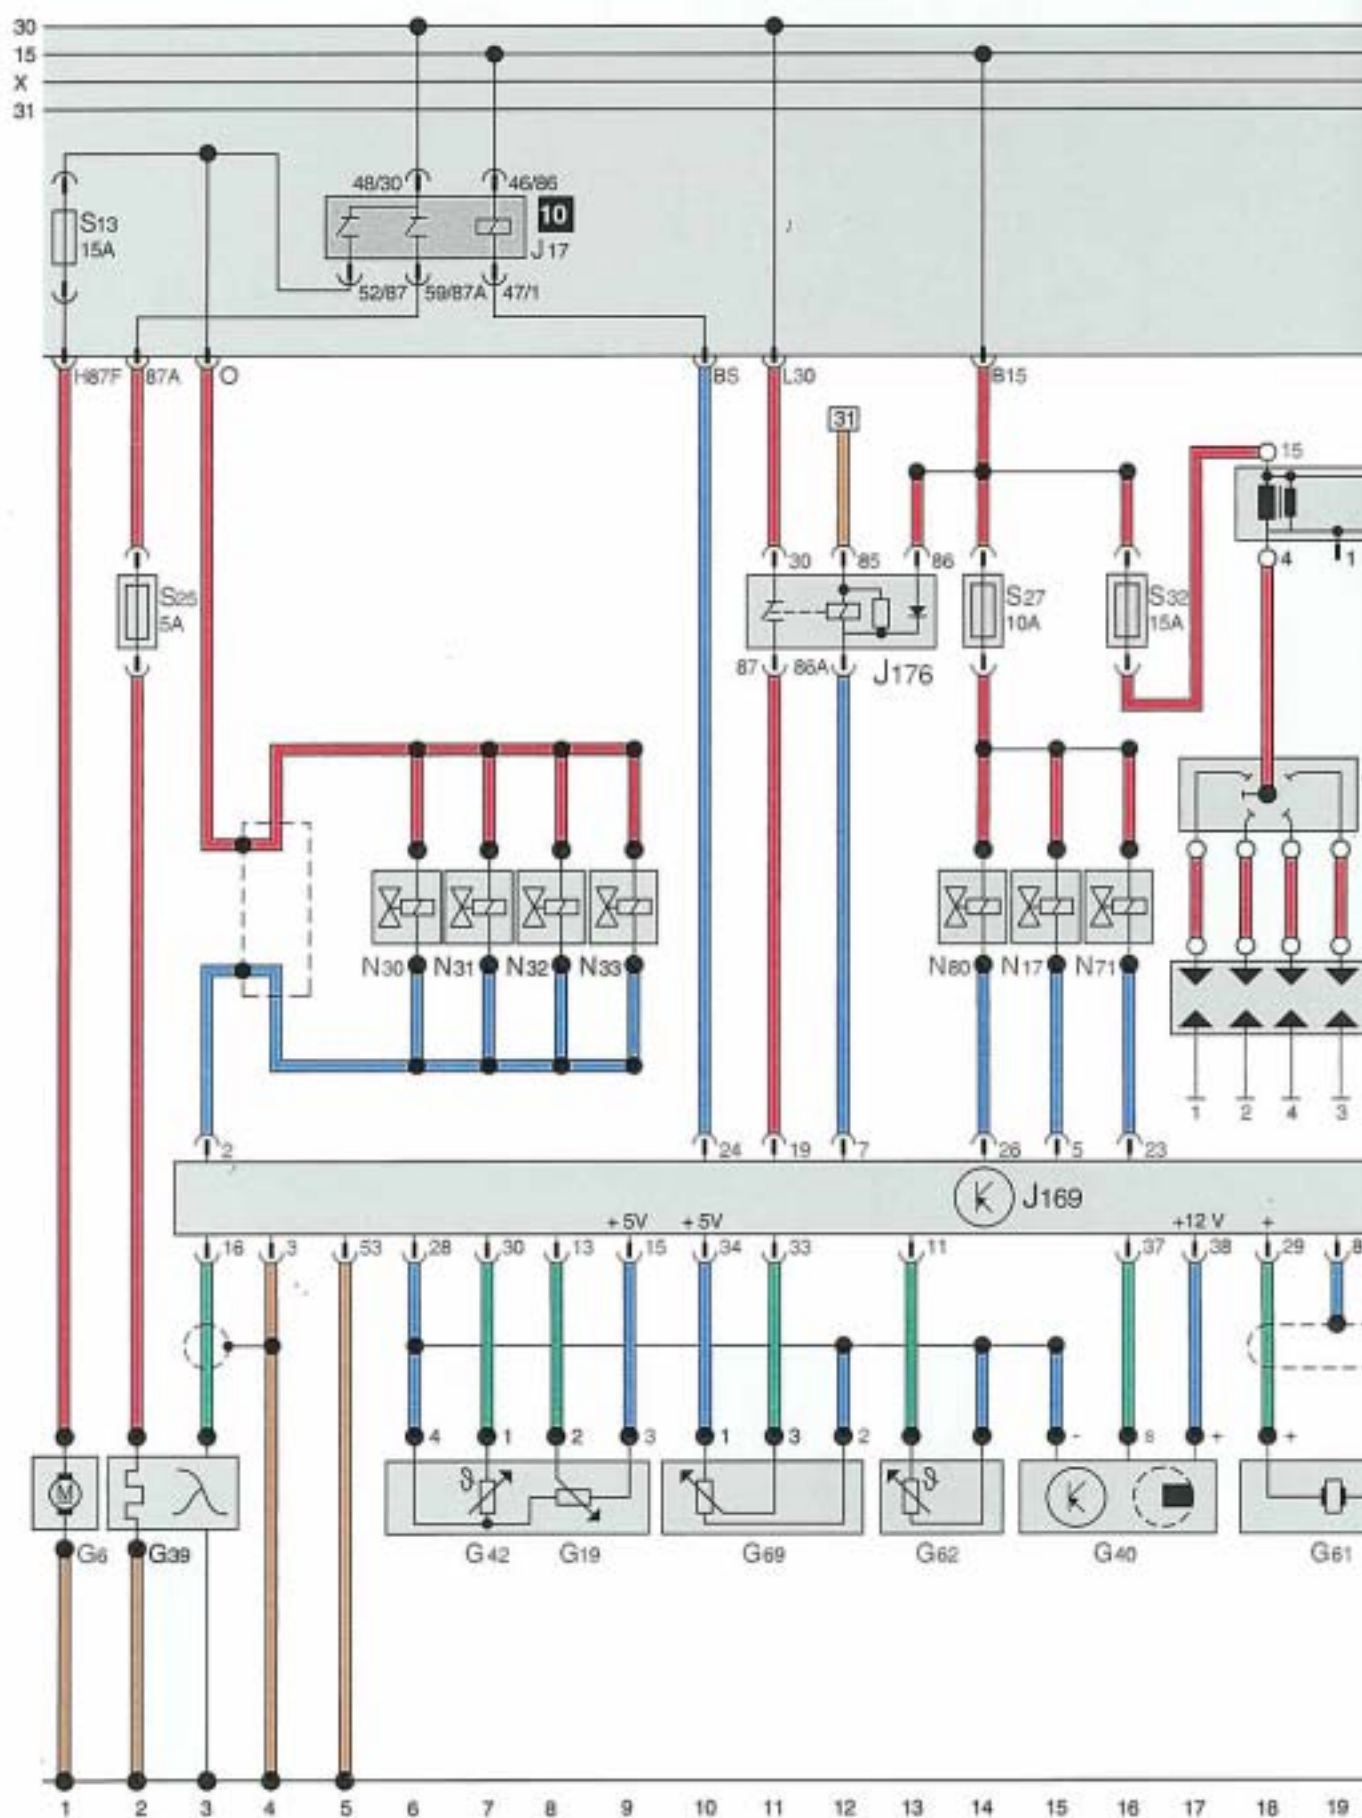 30
15
X
31
48/30 46/86
10
S13
15A
J17
52/87 59/87A 47/1
H87F 87A O BS L30 B15
31
15
30 85 86
4 1
S25
5A
S27
10A
S32
15A
87 86A J176
N30 N31 N32 N33 N80 N17 N71
1 2 4 3
2 24 19 7 26 5 23
J169
+5V +5V +12 V +
16 3 53 28 30 13 15 34 33 11 37 38 29 8
4 1 2 3 1 3 2 - s + +
M
ϑ ϑ
G6 G39 G42 G19 G69 G62 G40 G61
1 2 3 4 5 6 7 8 9 10 11 12 13 14 15 16 17 18 19